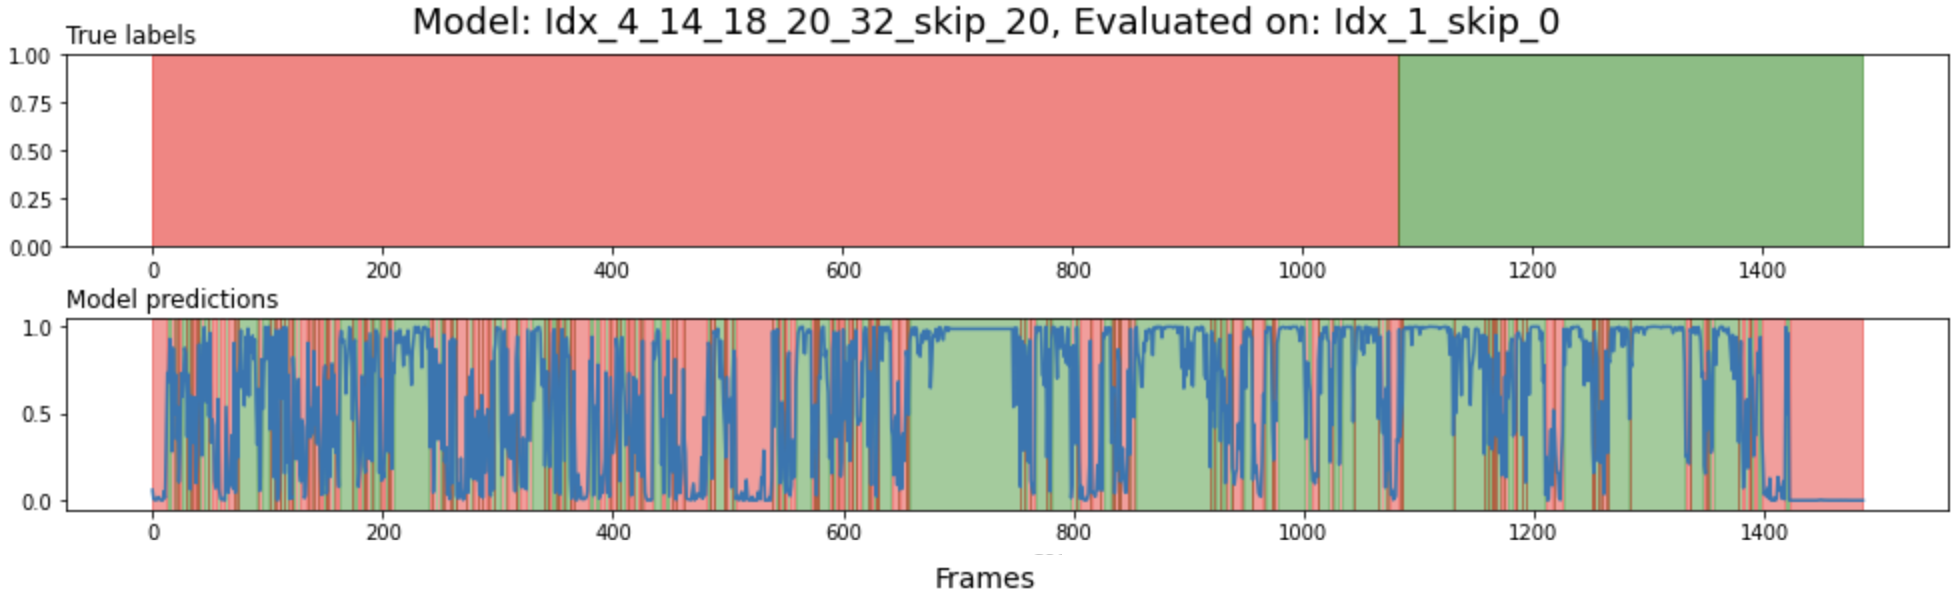 Model: Idx_4_14_18_20_32_skip_20, Evaluated on: Idx_1_skip_0
True labels
1.00
0.75
0.50
0.25
0.00
0 200 400 600 800 1000 1200 1400
Model predictions
1.0
0.5
0.0
0 200 400 600 800 1000 1200 1400
Frames